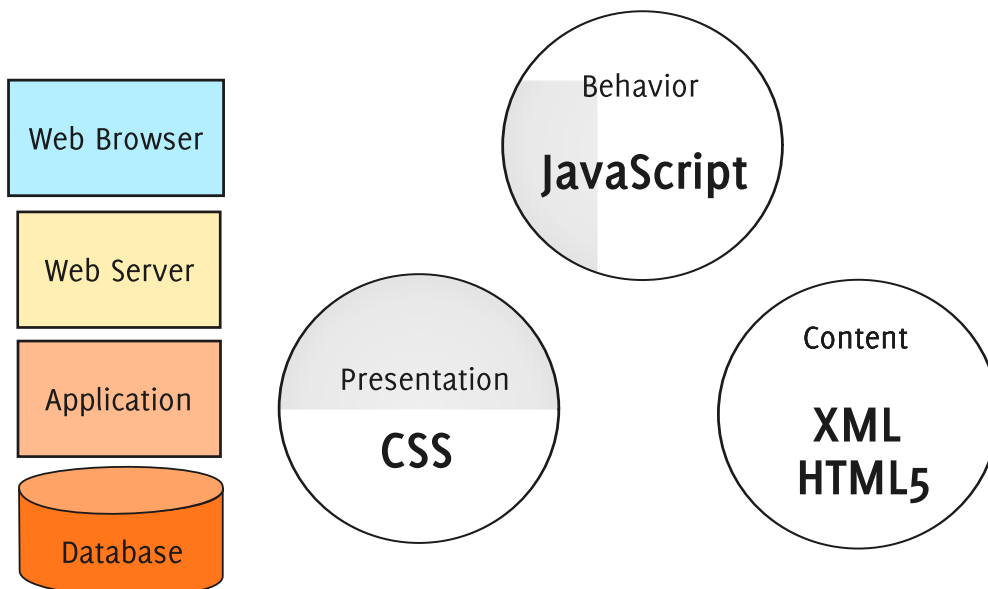 Web Browser
Web Server
Application
Database
Behavior
JavaScript
Presentation
CSS
Content
XML
HTML5